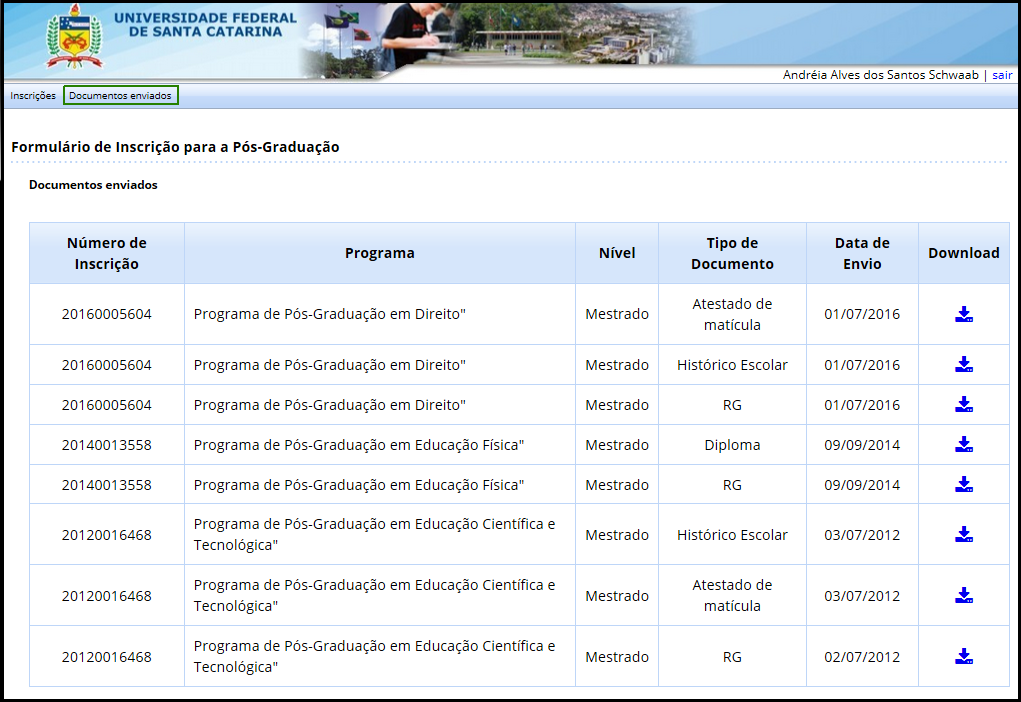 UNIVERSIDADE FEDERAL
DE SANTA CATARINA
Andréia Alves dos Santos Schwaab | sair
Inscrições Documentos enviados
Formulário de Inscrição para a Pós-Graduação
Documentos enviados
Número de Inscrição Programa Nível Tipo de Documento Data de Envio Download
20160005604 Programa de Pós-Graduação em Direito" Mestrado Atestado de matícula 01/07/2016
20160005604 Programa de Pós-Graduação em Direito" Mestrado Histórico Escolar 01/07/2016
20160005604 Programa de Pós-Graduação em Direito" Mestrado RG 01/07/2016
20140013558 Programa de Pós-Graduação em Educação Física" Mestrado Diploma 09/09/2014
20140013558 Programa de Pós-Graduação em Educação Física" Mestrado RG 09/09/2014
20120016468 Programa de Pós-Graduação em Educação Científica e Tecnológica" Mestrado Histórico Escolar 03/07/2012
20120016468 Programa de Pós-Graduação em Educação Científica e Tecnológica" Mestrado Atestado de matícula 03/07/2012
20120016468 Programa de Pós-Graduação em Educação Científica e Tecnológica" Mestrado RG 02/07/2012